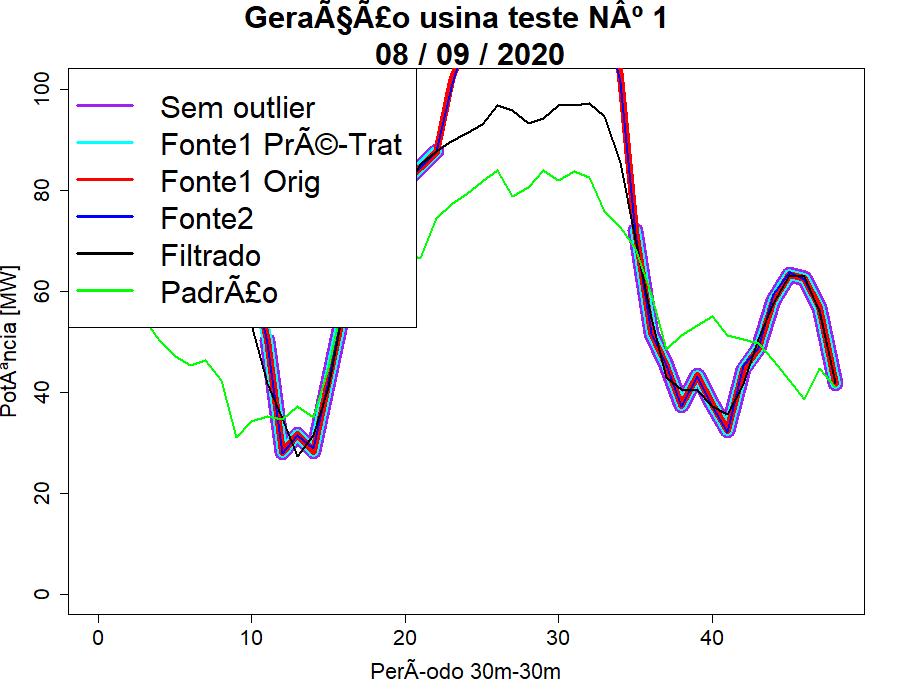 GeraÃ§Ã£o usina teste NÂº 1
08 / 09 / 2020
Sem outlier
Fonte1 PrÃ©-Trat
Fonte1 Orig
Fonte2
Filtrado
PadrÃ£o
PotÃªncia [MW]
100
80
60
40
20
0
0 10 20 30 40
PerÃ­-odo 30m-30m